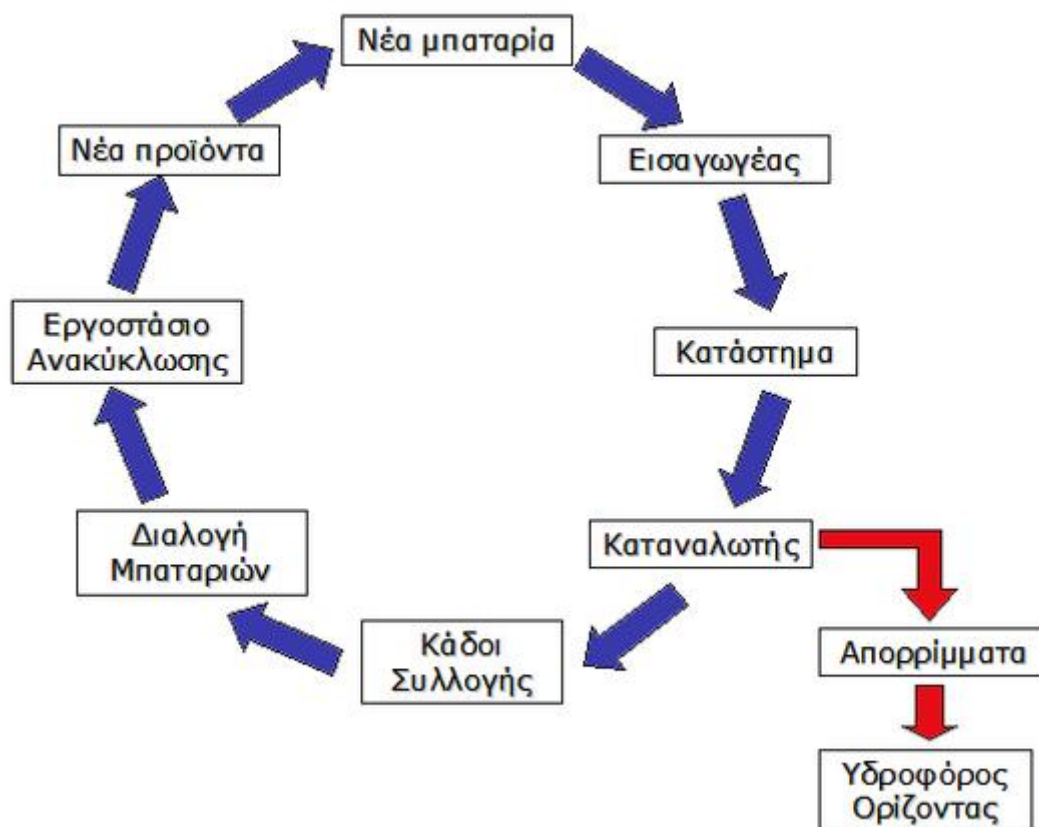 Νέα μπαταρία
Εισαγωγέας
Κατάστημα
Καταναλωτής
Απορρίμματα
Υδροφόρος
Ορίζοντας
Κάδοι
Συλλογής
Διαλογή
Μπαταριών
Εργοστάσιο
Ανακύκλωσης
Νέα προϊόντα